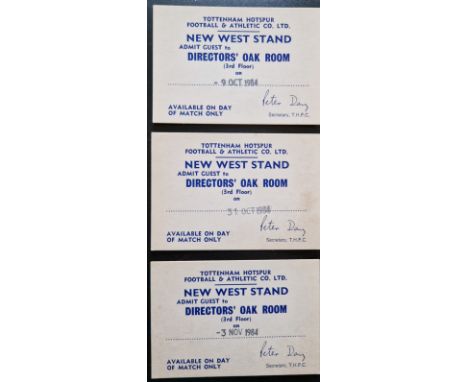 TOTTENHAM HOTSPUR
FOOTBALL & ATHLETIC CO. LTD.
NEW WEST STAND
ADMIT GUEST to
DIRECTORS' OAK ROOM
(3rd Floor)
on
- 9 OCT 1984
Peter Day
AVAILABLE ON DAY
OF MATCH ONLY
Secretary, T.H.F.C.
TOTTENHAM HOTSPUR
FOOTBALL & ATHLETIC CO. LTD.
NEW WEST STAND
ADMIT GUEST to
DIRECTORS' OAK ROOM
(3rd Floor)
on
31 OCT 1984
Peter Day
AVAILABLE ON DAY
OF MATCH ONLY
Secretary, T.H.F.C.
TOTTENHAM HOTSPUR
FOOTBALL & ATHLETIC CO. LTD.
NEW WEST STAND
ADMIT GUEST to
DIRECTORS' OAK ROOM
(3rd Floor)
on
-3 NOV 1984
Peter Day
AVAILABLE ON DAY
OF MATCH ONLY
Secretary, T.H.F.C.